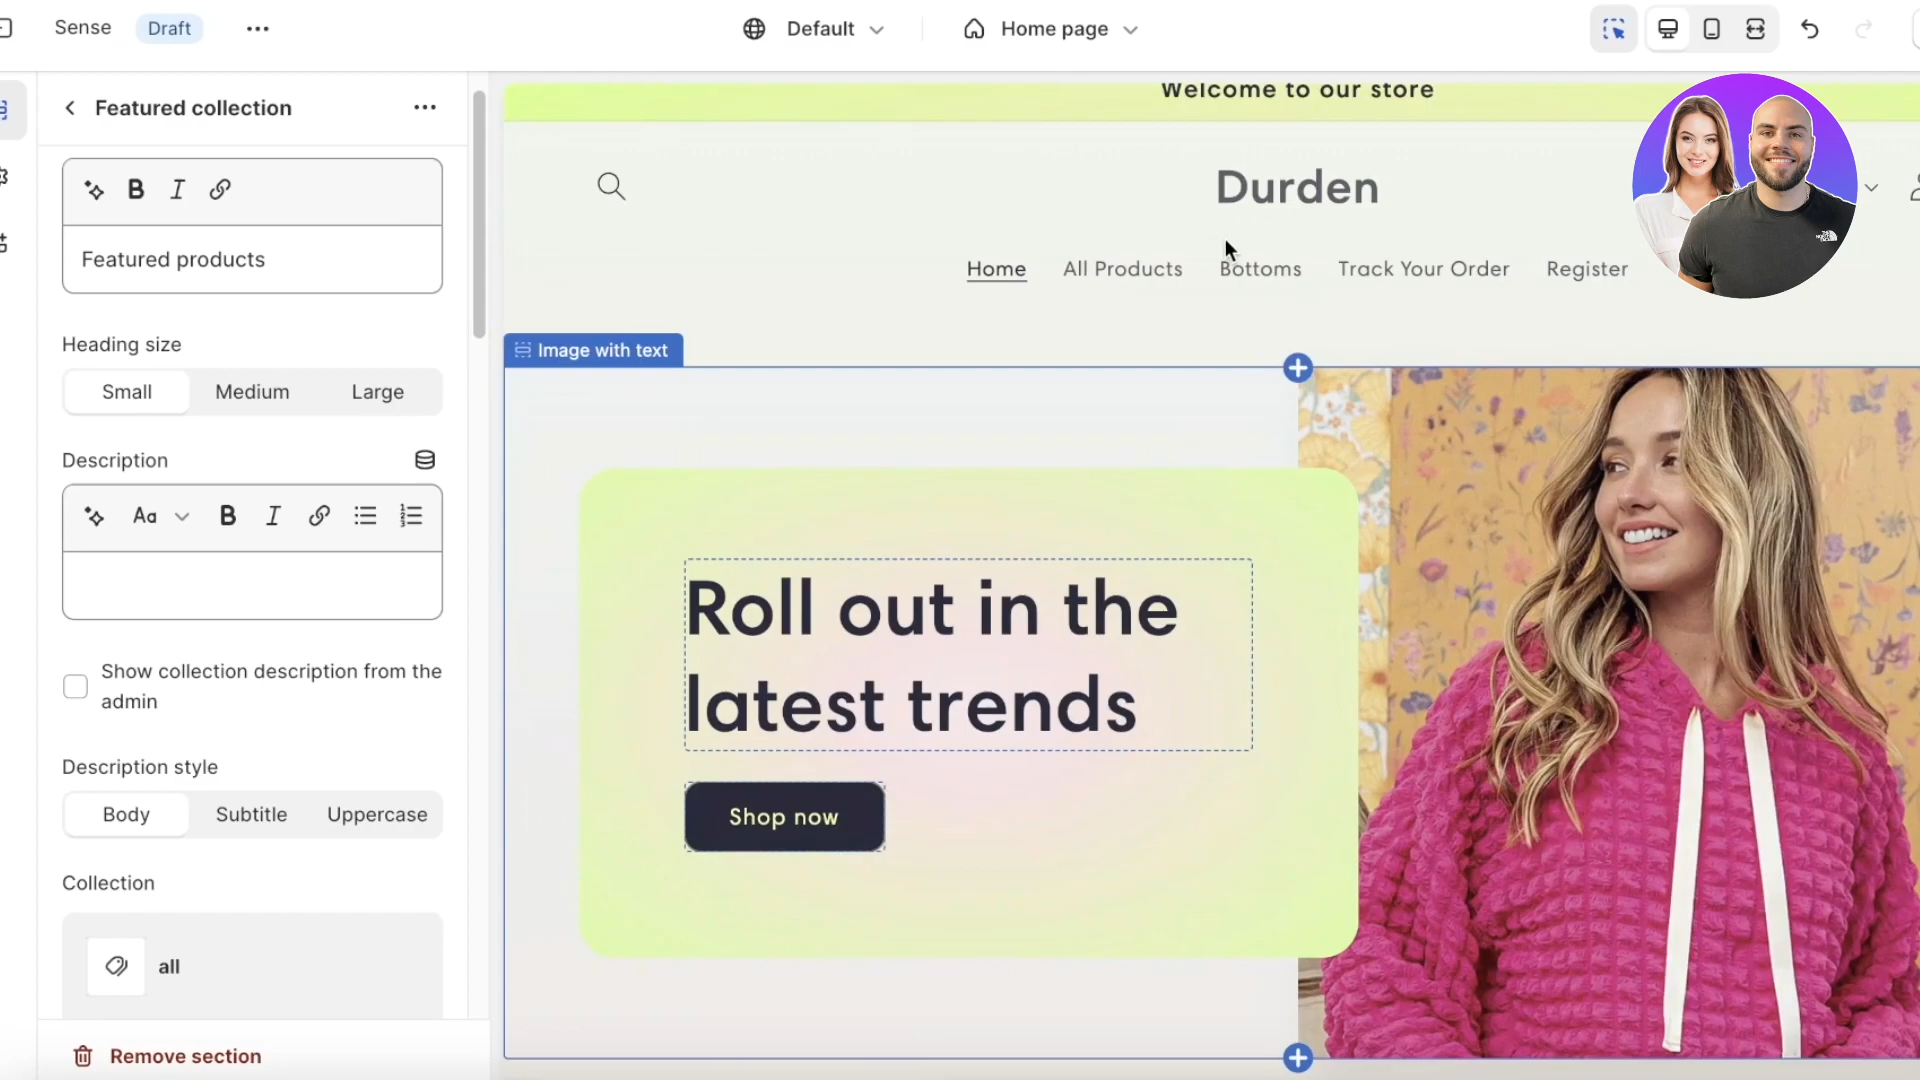 Sense
Draft
Default
Home page
Featured collection
Featured products
Heading size
Small
Medium
Large
Description
Aa
Show collection description from the
admin
Description style
Body
Subtitle
Uppercase
Collection
all
Remove section
Welcome to our store
Durden
Home
All Products
Bottoms
Track Your Order
Register
Image with text
Roll out in the
latest trends
Shop now